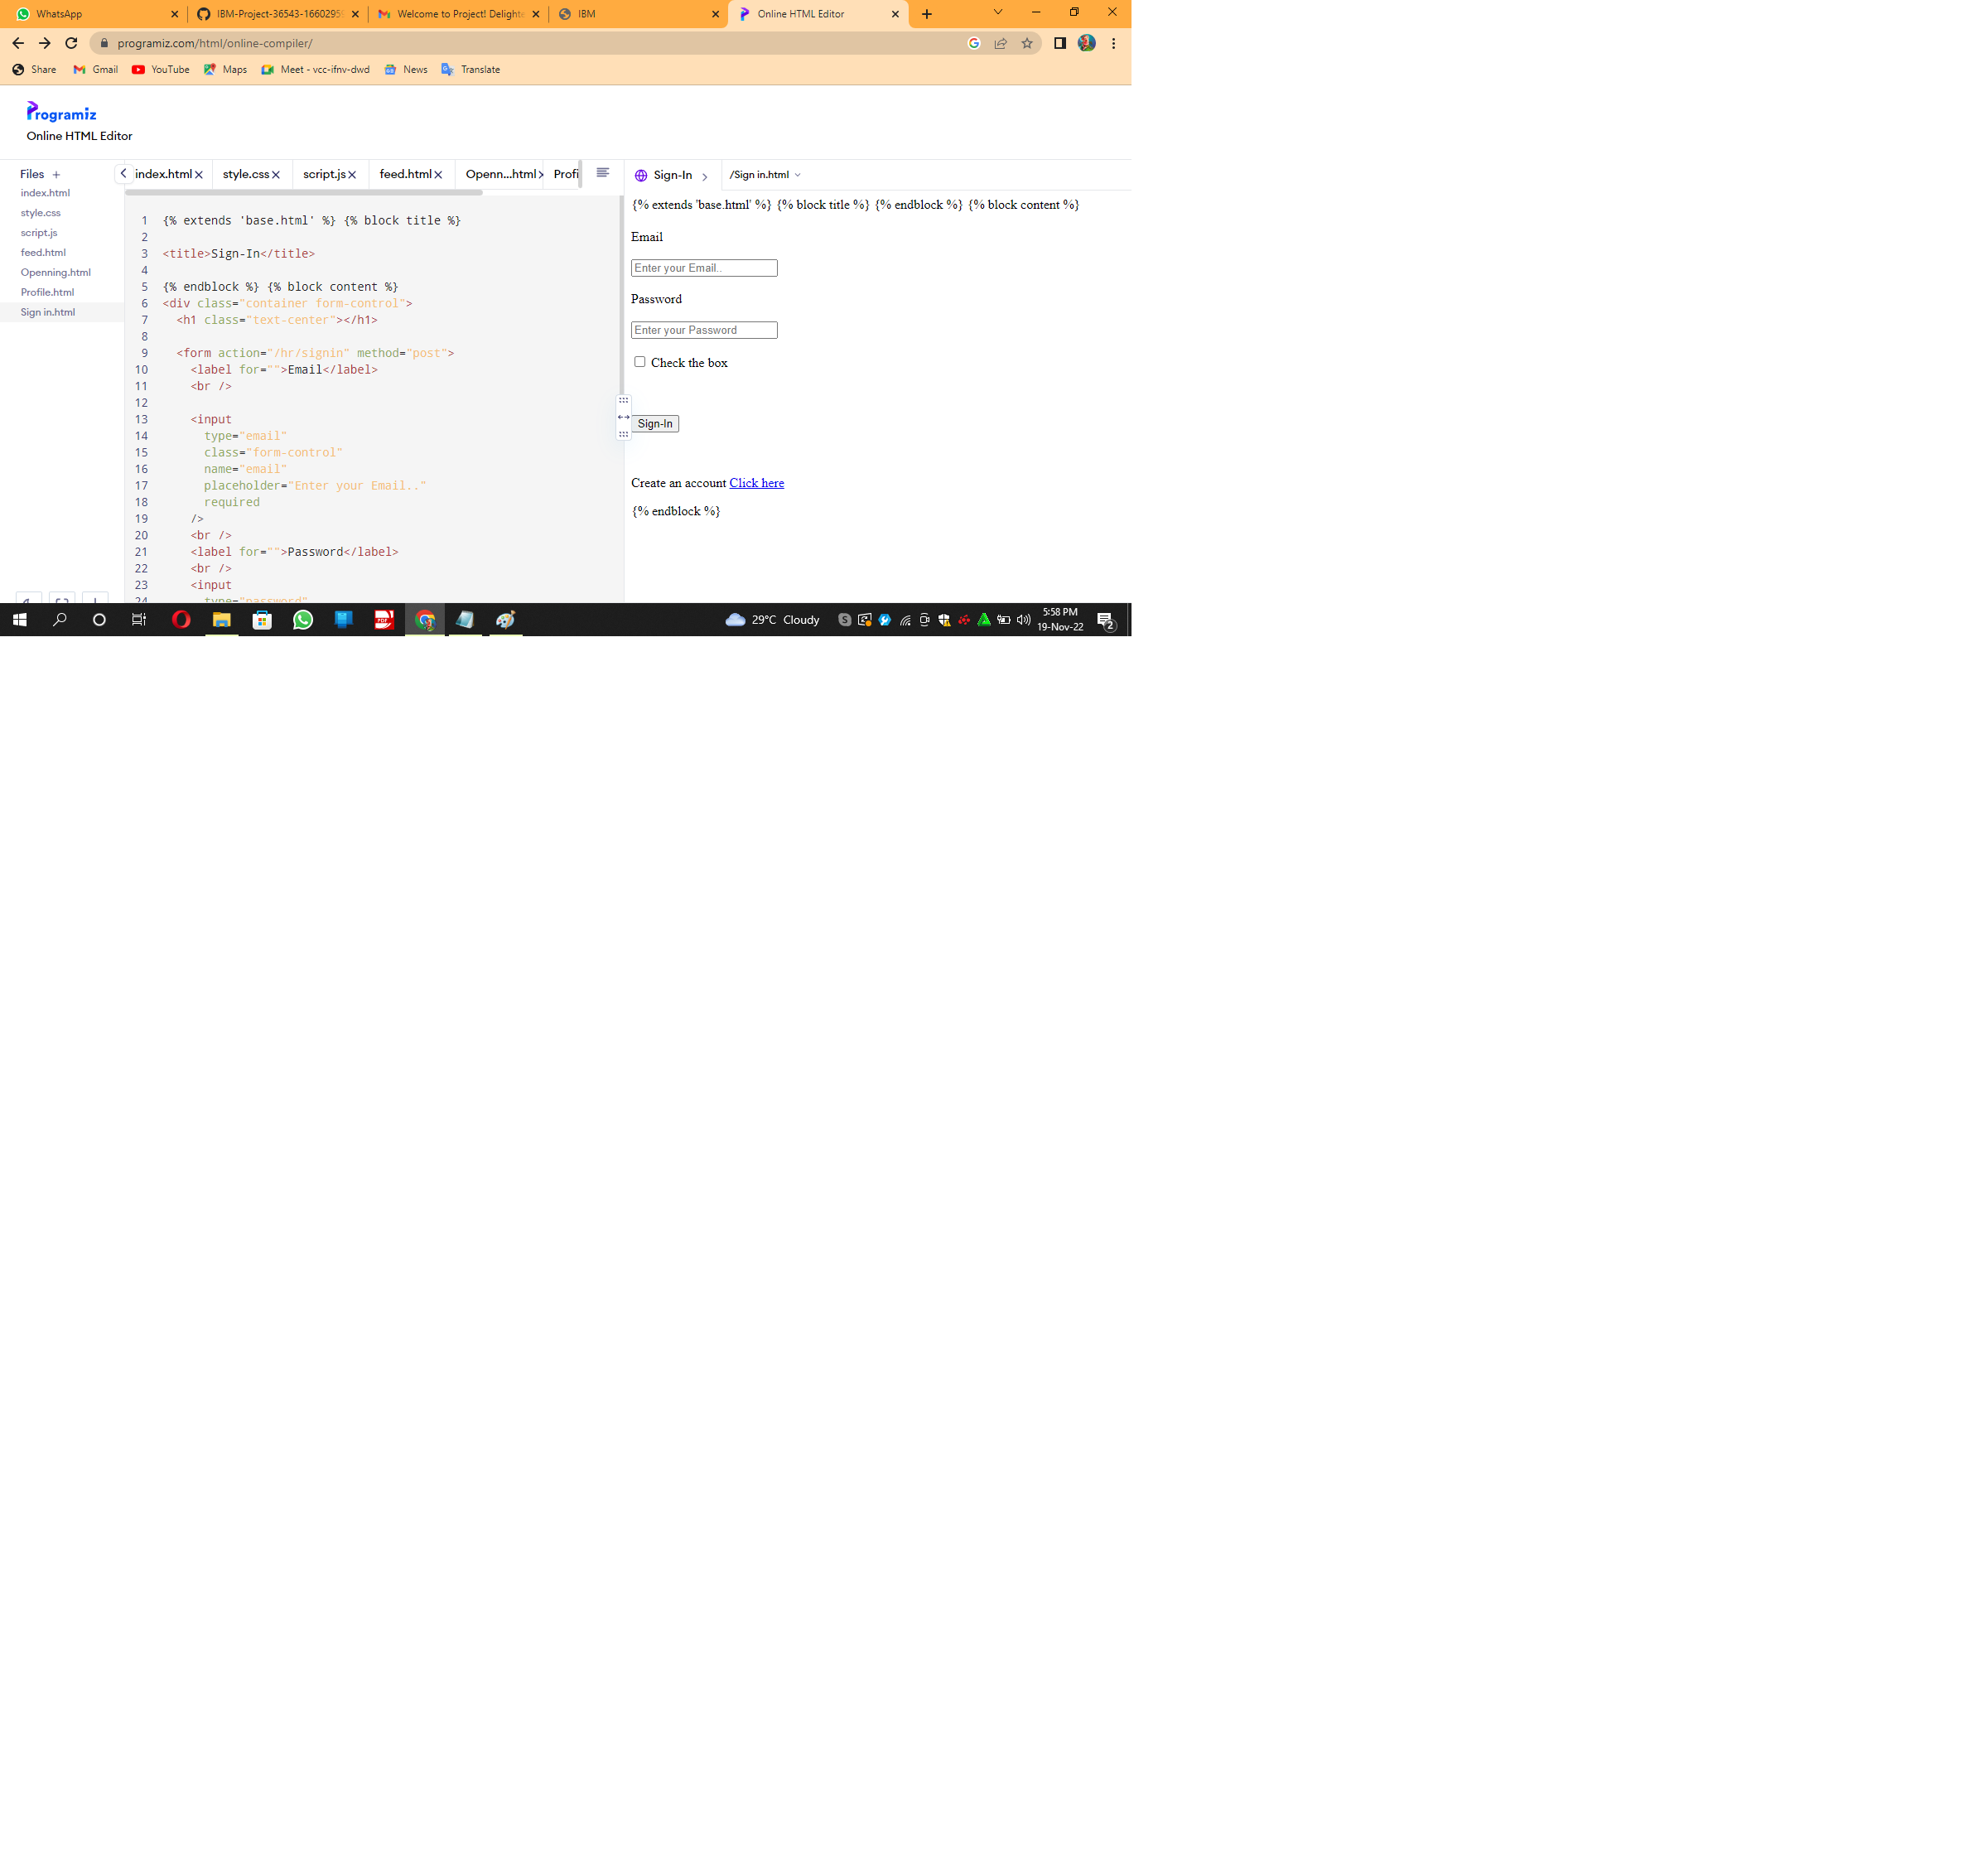 WhatsApp
IBM-Project-36543-16602959
Welcome to Project! Delight
IBM
Online HTML Editor
programiz.com/html/online-compiler/
Share Gmail YouTube Maps Meet - vcc-ifnv-dwd News Translate
Programiz
Online HTML Editor
Files +
index.html
style.css
script.js
feed.html
Openning.html
Profile.html
Sign in.html
index.html style.css script.js feed.html Openn...html Profi
1 {% extends 'base.html' %} {% block title %}
2
3 <title>Sign-In</title>
4
5 {% endblock %} {% block content %}
6 <div class="container form-control">
7 <h1 class="text-center"></h1>
8
9 <form action="/hr/signin" method="post">
10 <label for="">Email</label>
11 <br />
12
13 <input
14 type="email"
15 class="form-control"
16 name="email"
17 placeholder="Enter your Email.."
18 required
19 />
20 <br />
21 <label for="">Password</label>
22 <br />
23 <input
24 type="password"
Sign-In /Sign in.html
{% extends 'base.html' %} {% block title %} {% endblock %} {% block content %}
Email
Enter your Email..
Password
Enter your Password
Check the box
Sign-In
Create an account Click here
{% endblock %}
29°C Cloudy
5:58 PM
19-Nov-22
2